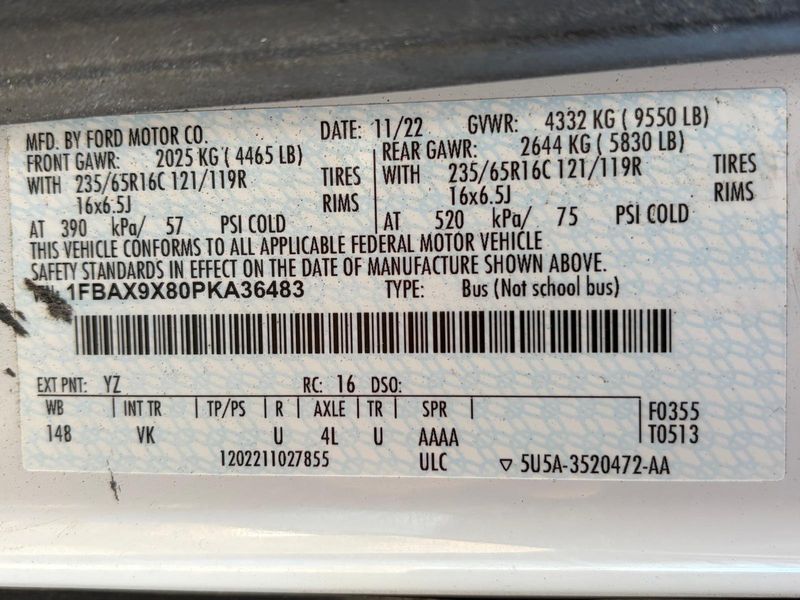 MFD. BY FORD MOTOR CO. DATE: 11/22 GVWR: 4332 KG ( 9550 LB)
FRONT GAWR: 2025 KG ( 4465 LB) REAR GAWR: 2644 KG ( 5830 LB)
WITH 235/65R16C 121/119R TIRES WITH 235/65R16C 121/119R TIRES
16x6.5J RIMS 16x6.5J RIMS
AT 390 kPa/ 57 PSI COLD AT 520 kPa/ 75 PSI COLD
THIS VEHICLE CONFORMS TO ALL APPLICABLE FEDERAL MOTOR VEHICLE
SAFETY STANDARDS IN EFFECT ON THE DATE OF MANUFACTURE SHOWN ABOVE.
1FBAX9X80PKA36483 TYPE: Bus (Not school bus)
EXT PNT: YZ RC: 16 DSO:
WB INT TR TP/PS R AXLE TR SPR F0355
148 VK U 4L U AAAA T0513
1202211027855 ULC ▽ 5U5A-3520472-AA